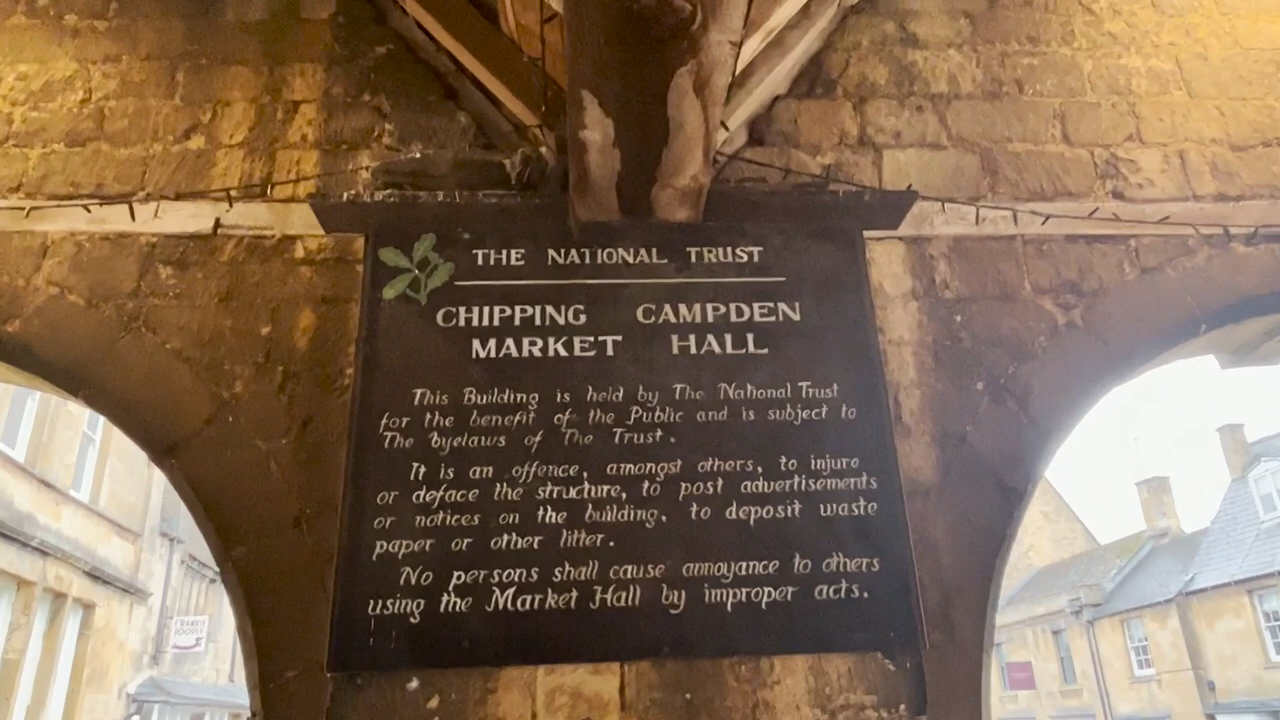 THE NATIONAL TRUST
CHIPPING CAMPDEN
MARKET HALL
This Building is held by The National Trust
for the benefit of the Public and is subject to
The byelaws of The Trust.
It is an offence, amongst others, to injure
or deface the structure, to post advertisements
or notices on the building, to deposit waste
paper or other litter.
No persons shall cause annoyance to others
using the Market Hall by improper acts.